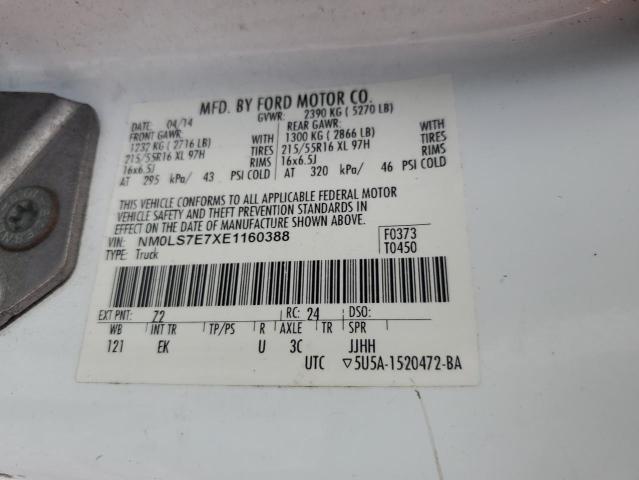 MFD. BY FORD MOTOR CO.
DATE: 04/14 GVWR: 2390 KG ( 5270 LB)
FRONT GAWR: REAR GAWR:
1232 KG ( 2716 LB) WITH 1300 KG ( 2866 LB) WITH
215/55R16 XL 97H TIRES 215/55R16 XL 97H TIRES
16x6.5J RIMS 16x6.5J RIMS
AT 295 kPa/ 43 PSI COLD AT 320 kPa/ 46 PSI COLD
THIS VEHICLE CONFORMS TO ALL APPLICABLE FEDERAL MOTOR
VEHICLE SAFETY AND THEFT PREVENTION STANDARDS IN
EFFECT ON THE DATE OF MANUFACTURE SHOWN ABOVE.
VIN: NM0LS7E7XE1160388 F0373
TYPE: Truck T0450
EXT PNT: Z2 RC: 24 DSO:
WB INT TR TP/PS R AXLE TR SPR
121 EK U 3C JJHH
UTC ▽5U5A-1520472-BA